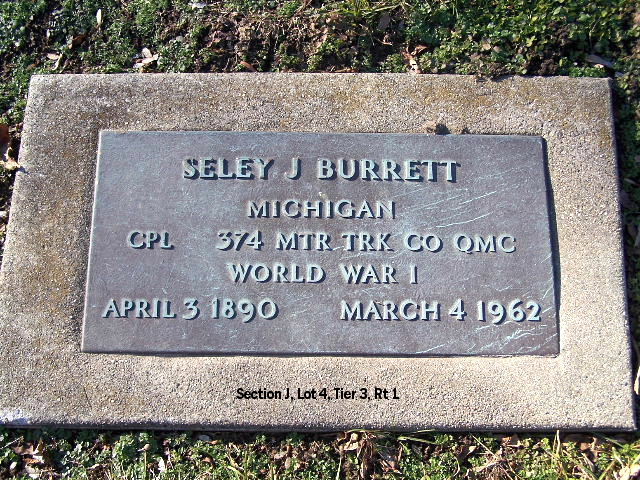 SELEY J BURRETT
MICHIGAN
CPL 374 MTR TRK CO QMC
WORLD WAR I
APRIL 3 1890 MARCH 4 1962
Section J, Lot 4, Tier 3, Rt 1